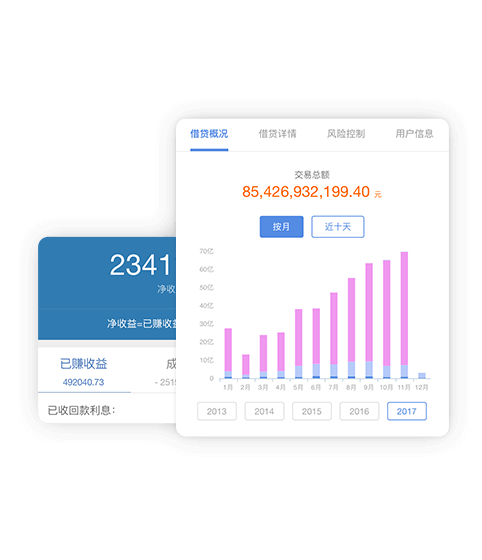 借贷概况 借贷详情 风险控制 用户信息
交易总额
85,426,932,199.40 元
按月 近十天
70亿
60亿
50亿
40亿
30亿
20亿
10亿
0
1月 2月 3月 4月 5月 6月 7月 8月 9月 10月 11月 12月
2013 2014 2015 2016 2017
2341
净收
净收益=已赚收益
已赚收益 成
492040.73 - 2515
已收回款利息：